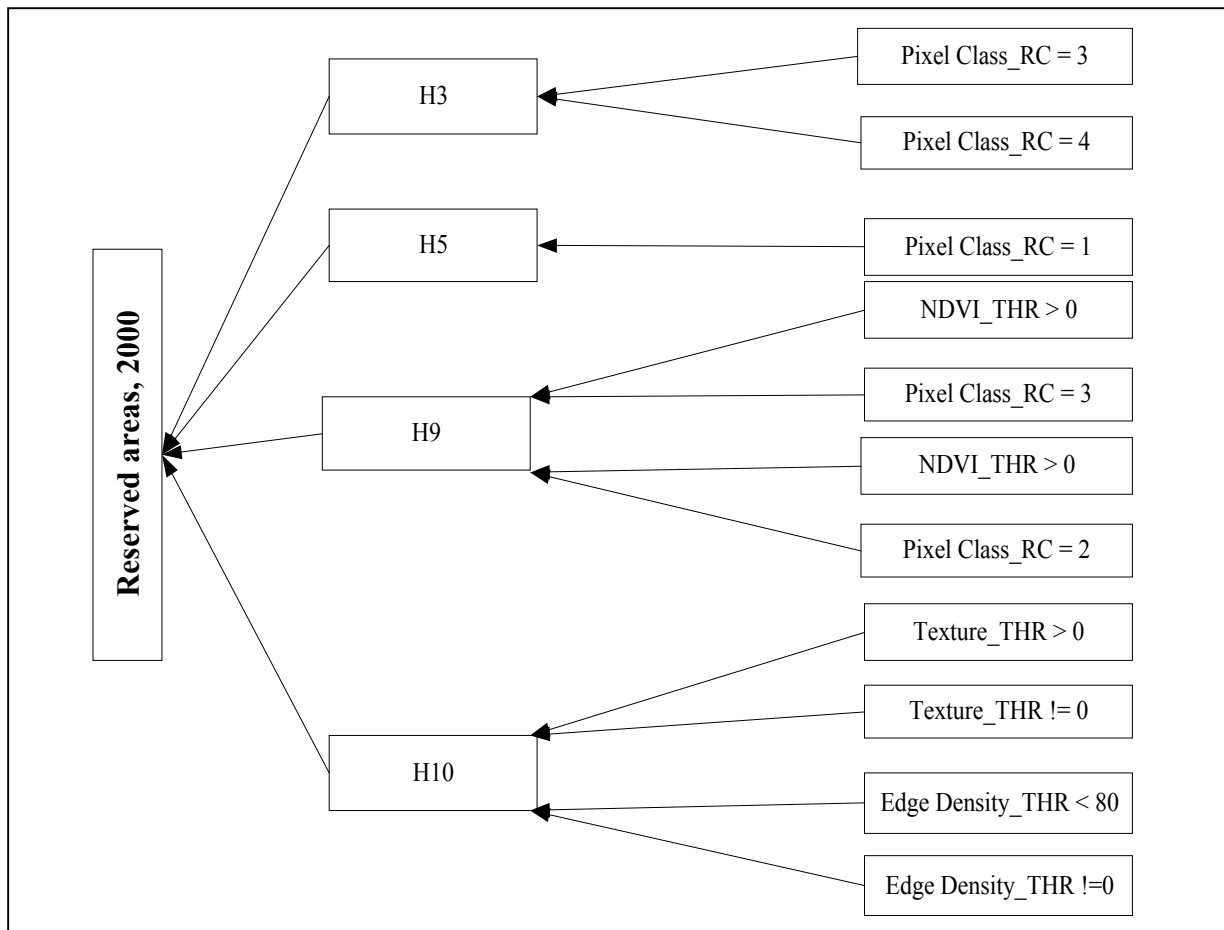 Reserved areas, 2000
H3
Pixel Class_RC = 3
Pixel Class_RC = 4
H5
Pixel Class_RC = 1
H9
NDVI_THR > 0
Pixel Class_RC = 3
NDVI_THR > 0
Pixel Class_RC = 2
H10
Texture_THR > 0
Texture_THR != 0
Edge Density_THR < 80
Edge Density_THR !=0